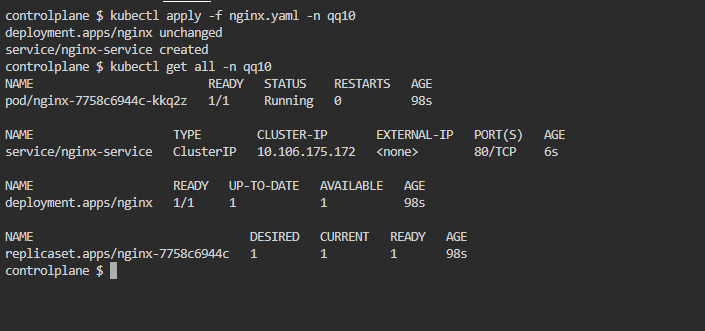 controlplane $ kubectl apply -f nginx.yaml -n qq10
deployment.apps/nginx unchanged
service/nginx-service created
controlplane $ kubectl get all -n qq10
NAME                         READY   STATUS    RESTARTS   AGE
pod/nginx-7758c6944c-kkq2z   1/1     Running   0          98s

NAME                    TYPE        CLUSTER-IP       EXTERNAL-IP   PORT(S)   AGE
service/nginx-service   ClusterIP   10.106.175.172   <none>        80/TCP    6s

NAME                    READY   UP-TO-DATE   AVAILABLE   AGE
deployment.apps/nginx   1/1     1            1           98s

NAME                               DESIRED   CURRENT   READY   AGE
replicaset.apps/nginx-7758c6944c   1         1         1       98s
controlplane $